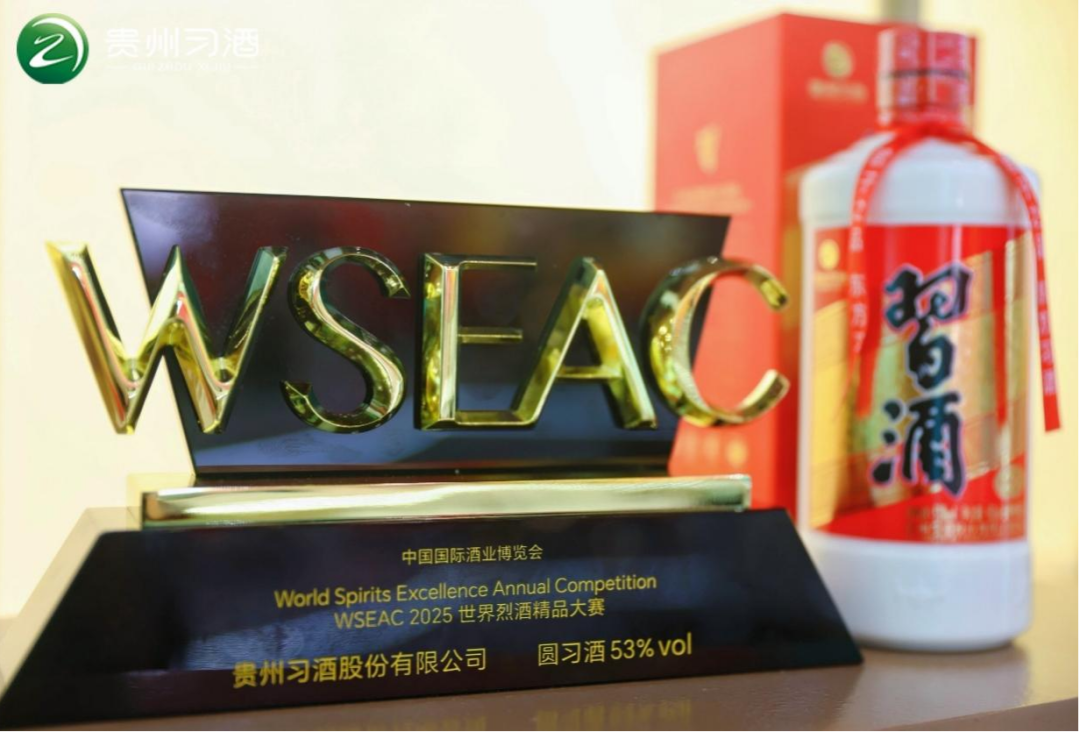 贵州习酒
WSEAC
中国国际酒业博览会
World Spirits Excellence Annual Competition
WSEAC 2025 世界烈酒精品大赛
贵州习酒股份有限公司 圆习酒 53%vol
習酒